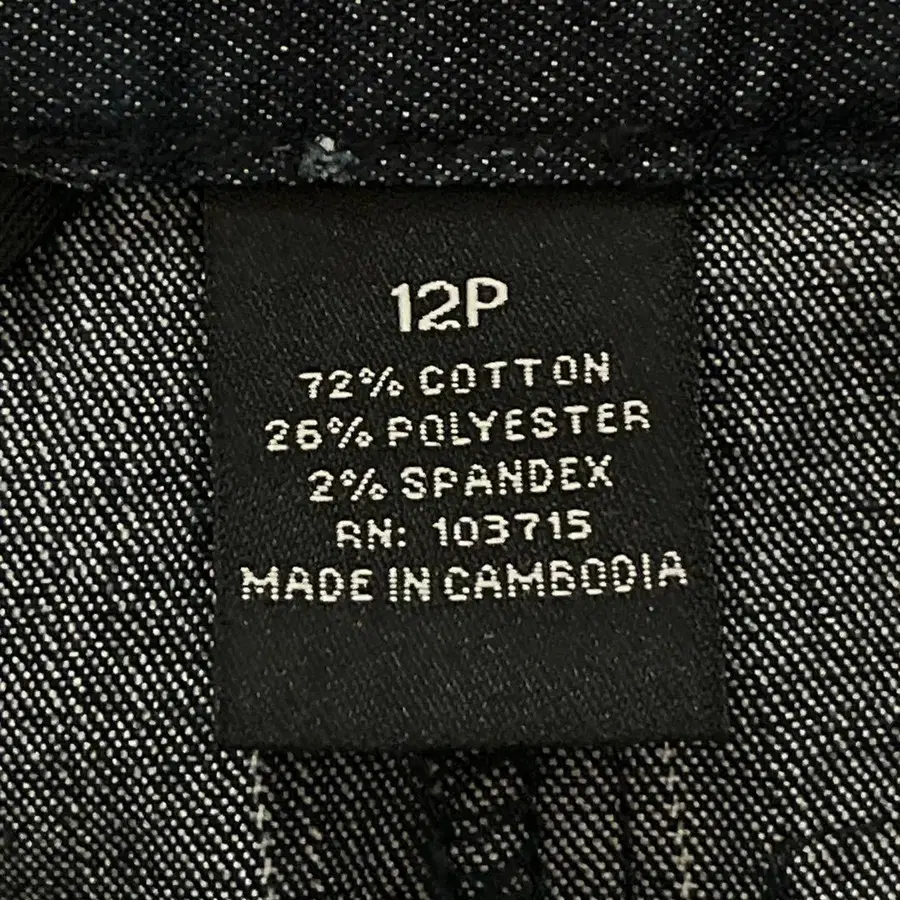 12P
72% COTTON
26% POLYESTER
2% SPANDEX
RN: 103715
MADE IN CAMBODIA